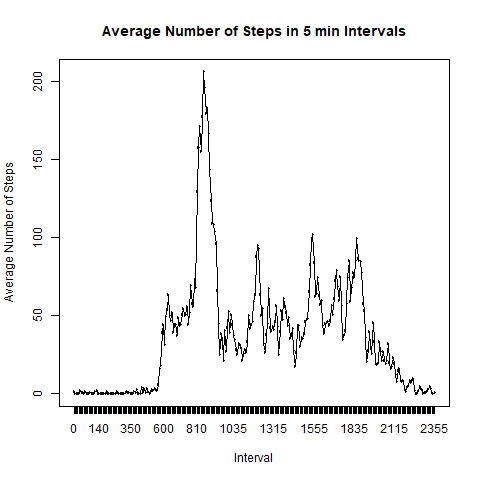 Average Number of Steps in 5 min Intervals
Average Number of Steps
200
150
100
50
0
0 140 350 600 810 1035 1315 1555 1835 2115 2355
Interval